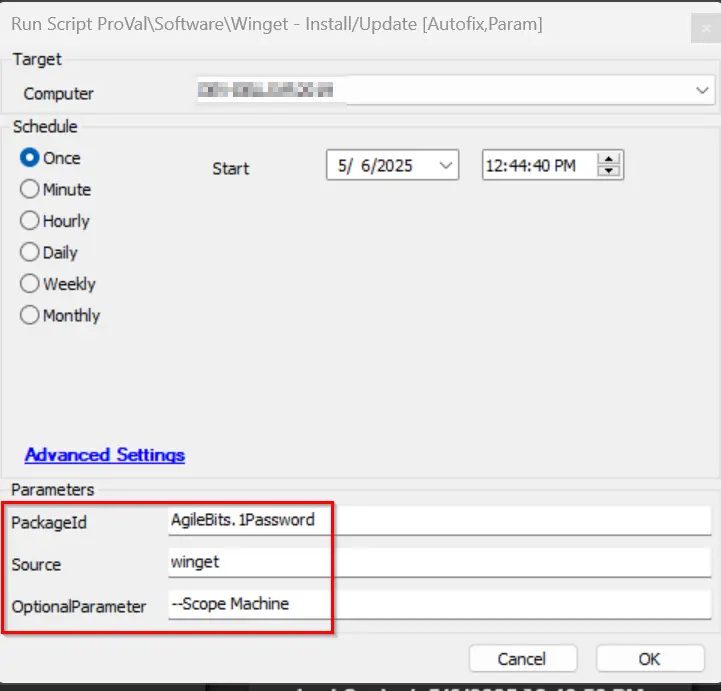 Run Script ProVal\Software\Winget - Install/Update [Autofix,Param]
Target
Computer
Schedule
Once
Start 5/ 6/2025 12:44:40 PM
Minute
Hourly
Daily
Weekly
Monthly
Advanced Settings
Parameters
PackageId AgileBits.1Password
Source winget
OptionalParameter --Scope Machine
Cancel OK